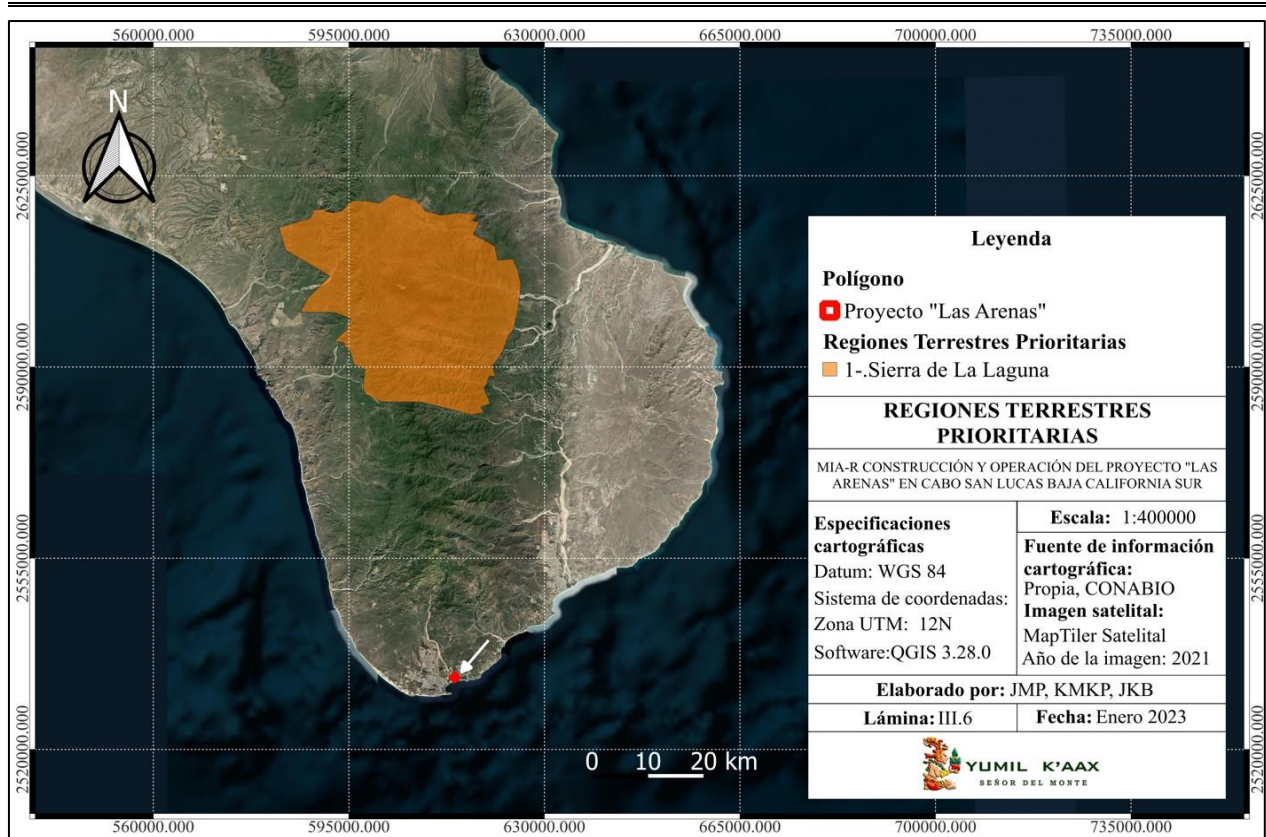 560000.000 595000.000 630000.000 665000.000 700000.000 735000.000
2625000.000
2590000.000
2555000.000
2520000.000
N
2625000.000
2590000.000
2555000.000
2520000.000
Leyenda
Polígono
Proyecto "Las Arenas"
Regiones Terrestres Prioritarias
1-.Sierra de La Laguna
REGIONES TERRESTRES
PRIORITARIAS
MIA-R CONSTRUCCIÓN Y OPERACIÓN DEL PROYECTO "LAS
ARENAS" EN CABO SAN LUCAS BAJA CALIFORNIA SUR
Especificaciones
cartográficas
Datum: WGS 84
Sistema de coordenadas:
Zona UTM: 12N
Software:QGIS 3.28.0
Escala: 1:400000
Fuente de información
cartográfica:
Propia, CONABIO
Imagen satelital:
MapTiler Satelital
Año de la imagen: 2021
Elaborado por: JMP, KMKP, JKB
Lámina: III.6
Fecha: Enero 2023
YUMIL K'AAX
SEÑOR DEL MONTE
0 10 20 km
560000.000 595000.000 630000.000 665000.000 700000.000 735000.000